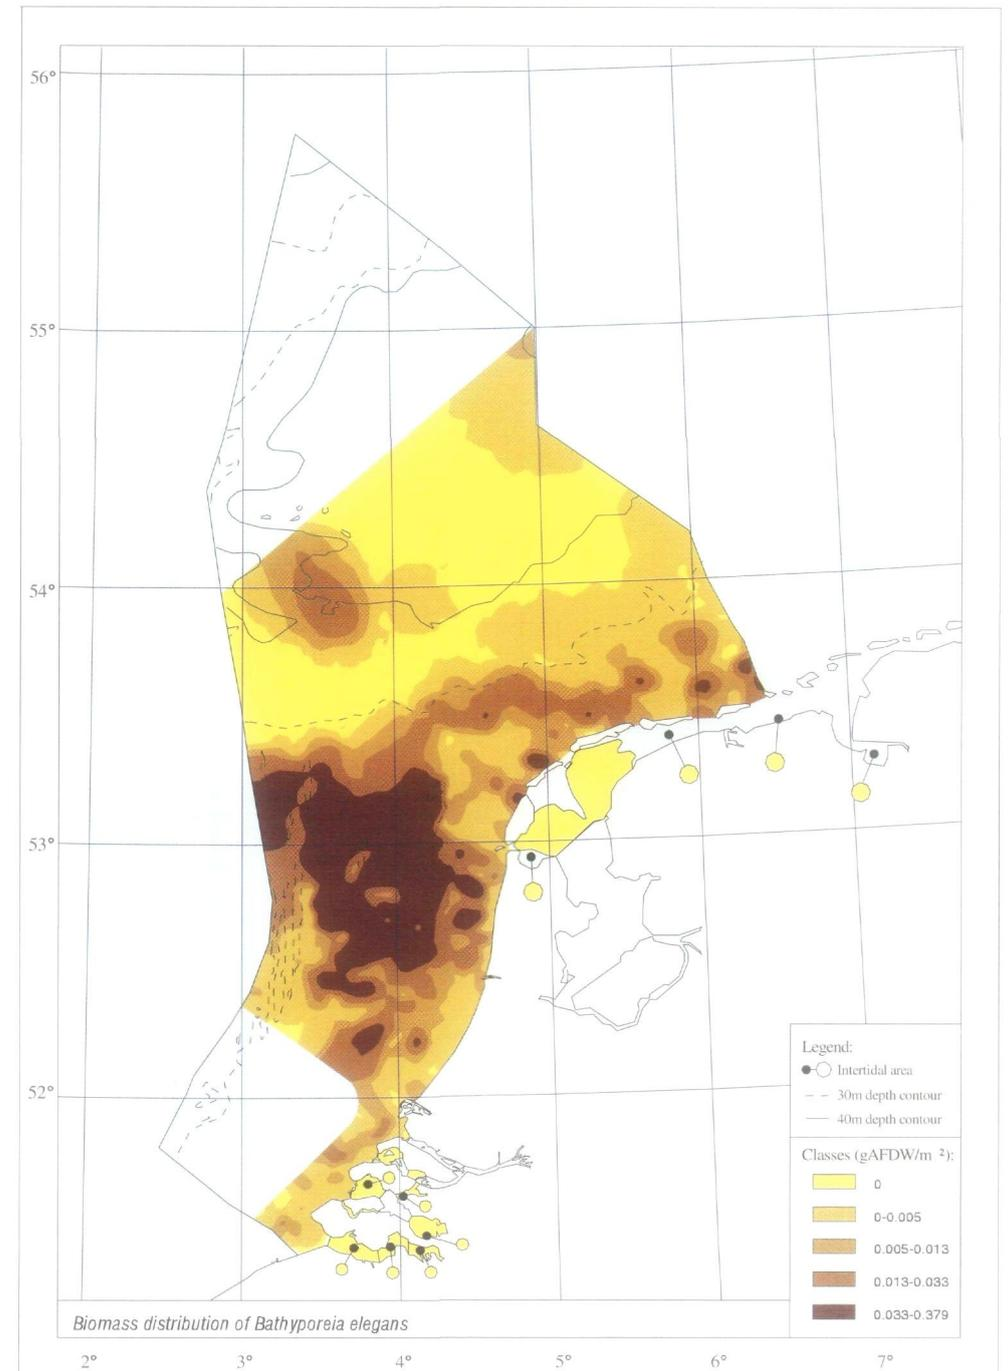 56°
55°
54°
53°
52°
Legend:
Intertidal area
30m depth contour
40m depth contour
Classes (gAFDW/m ²):
0
0-0.005
0.005-0.013
0.013-0.033
0.033-0.379
Biomass distribution of Bathyporeia elegans
2° 3° 4° 5° 6° 7°